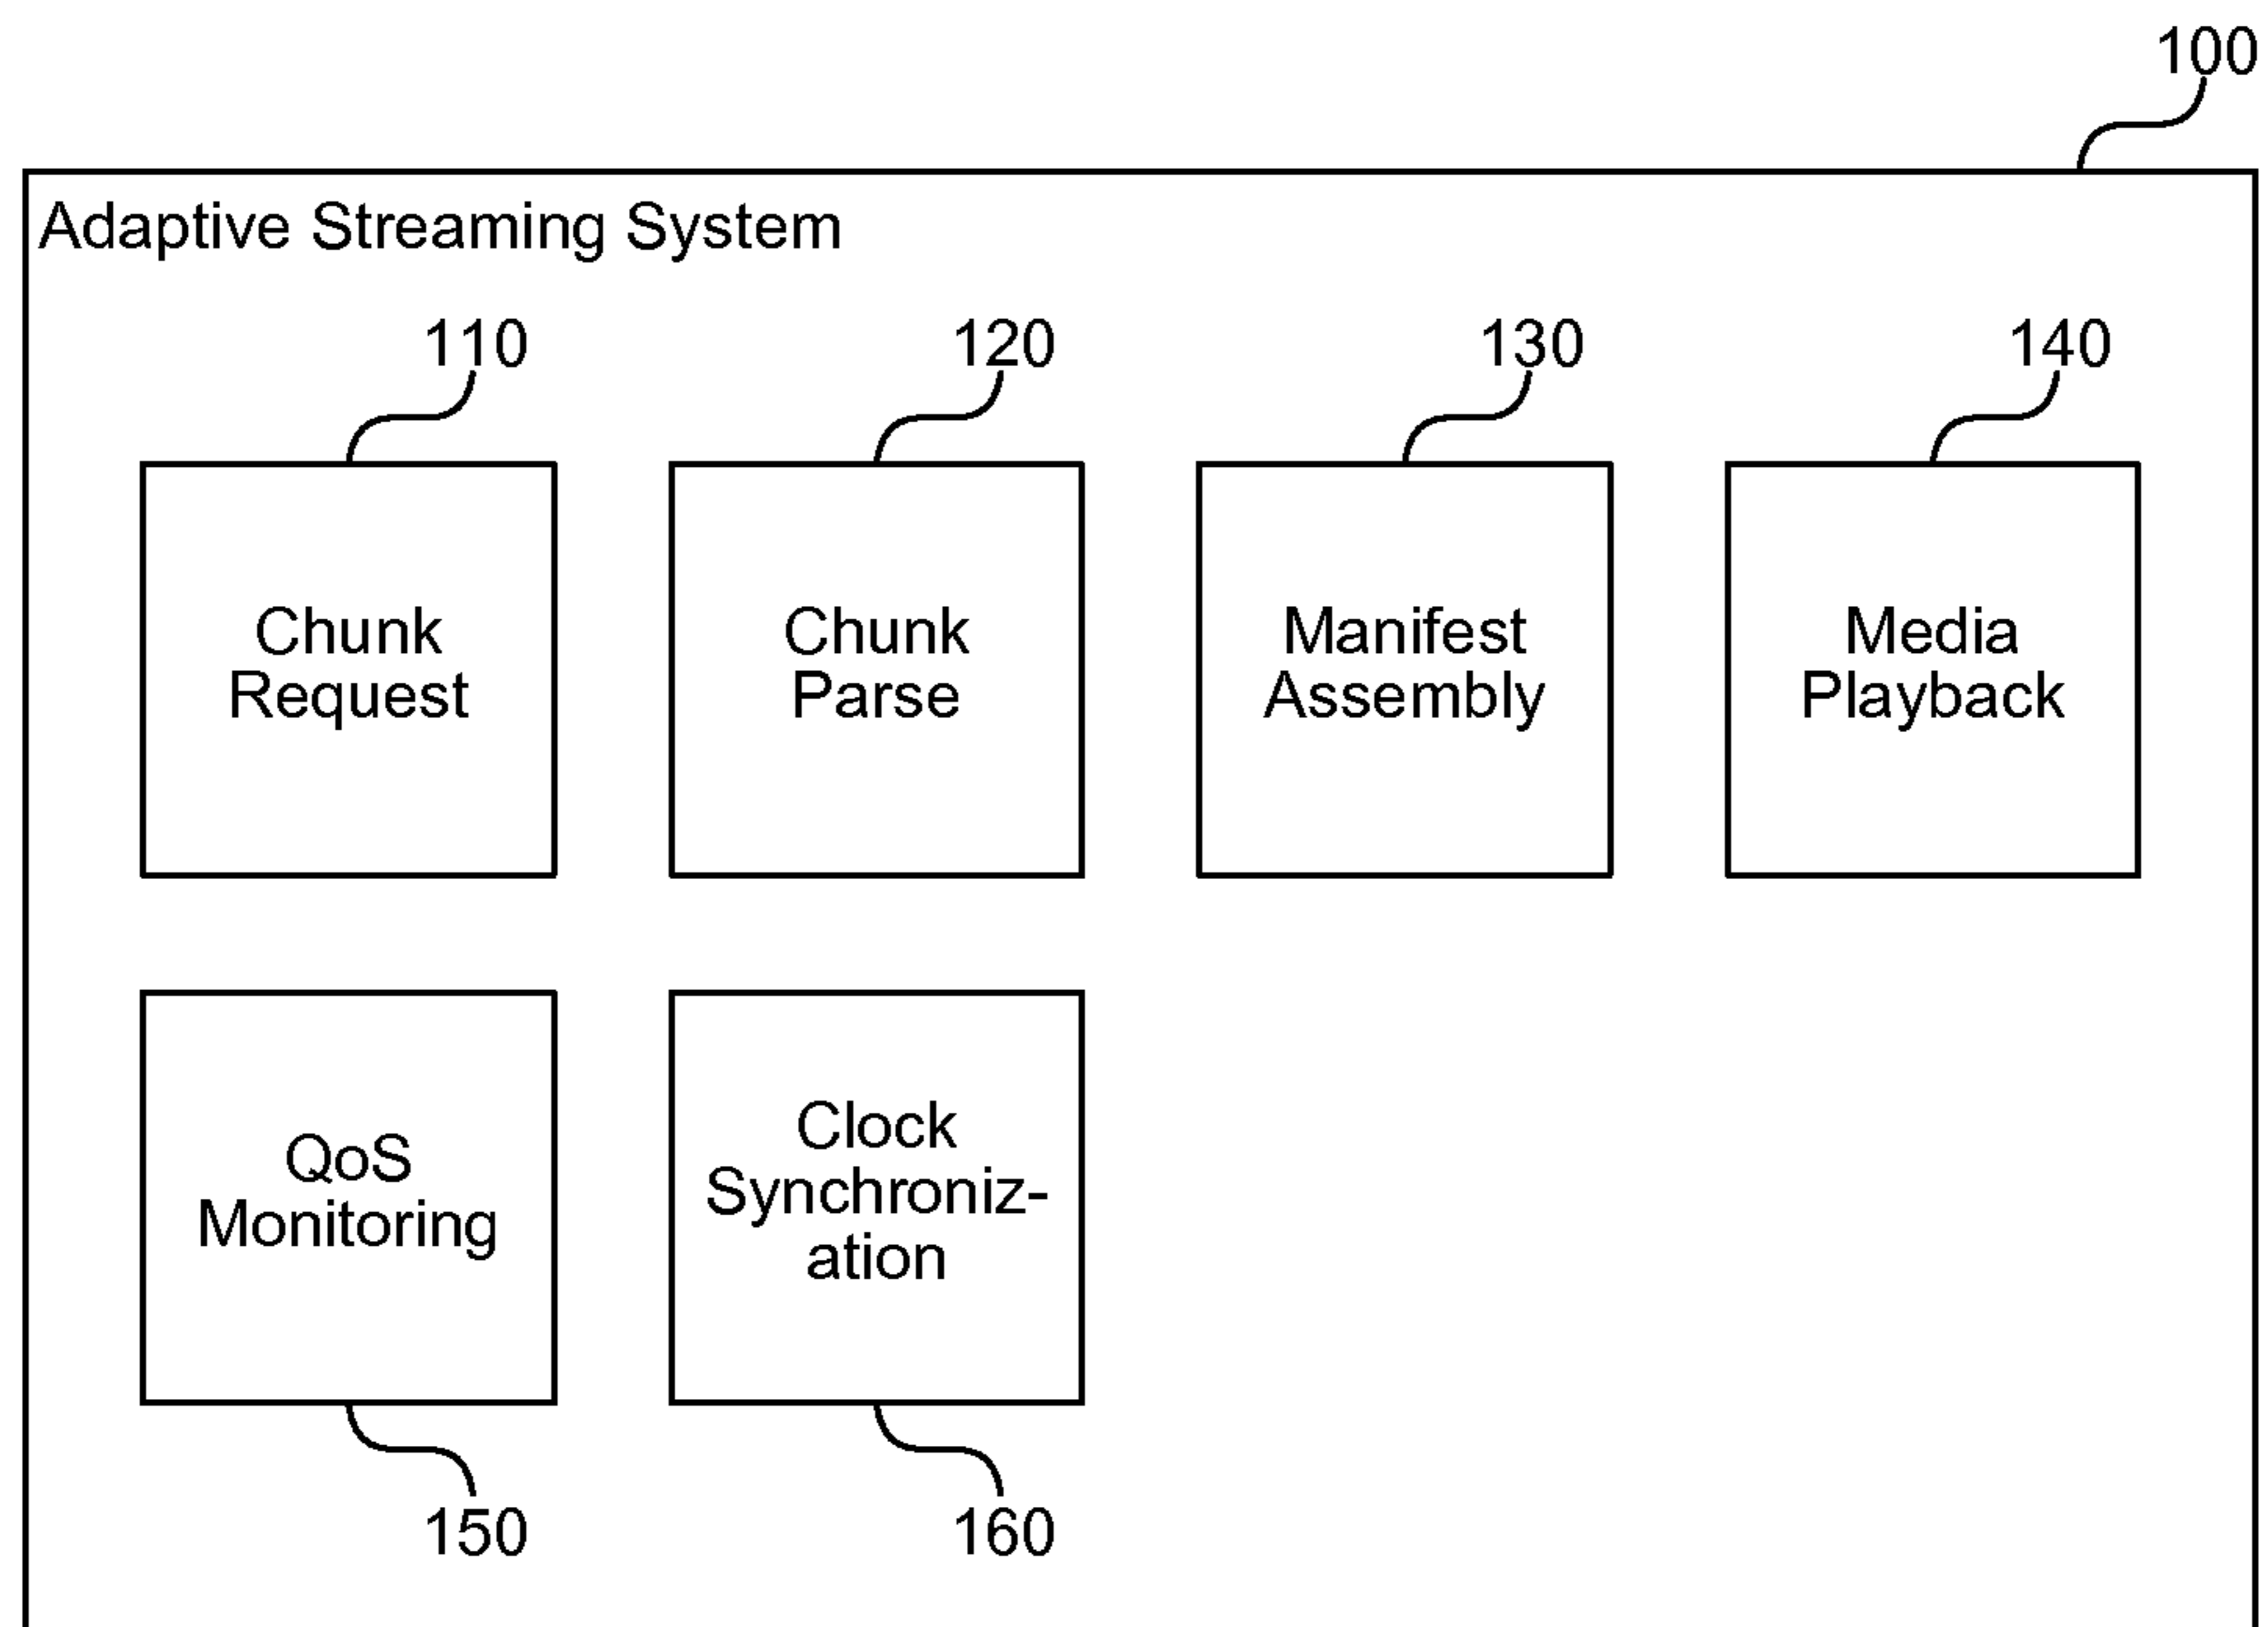 100
Adaptive Streaming System
110
120
130
140
Chunk
Request
Chunk
Parse
Manifest
Assembly
Media
Playback
QoS
Monitoring
Clock
Synchroniz-
ation
150
160